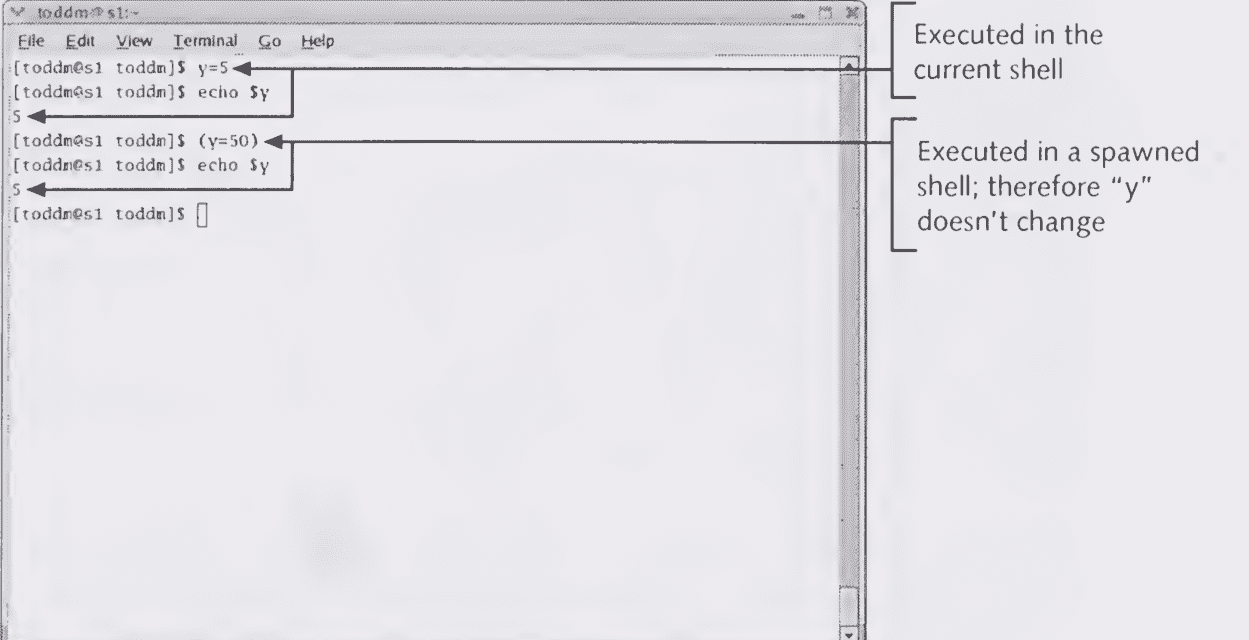 toddm@s1:~
File Edit View Terminal Go Help
[toddm@s1 toddm]$ y=5
[toddm@s1 toddm]$ echo $y
5
[toddm@s1 toddm]$ (y=50)
[toddm@s1 toddm]$ echo $y
5
[toddm@s1 toddm]$
Executed in the
current shell
Executed in a spawned
shell; therefore “y”
doesn't change